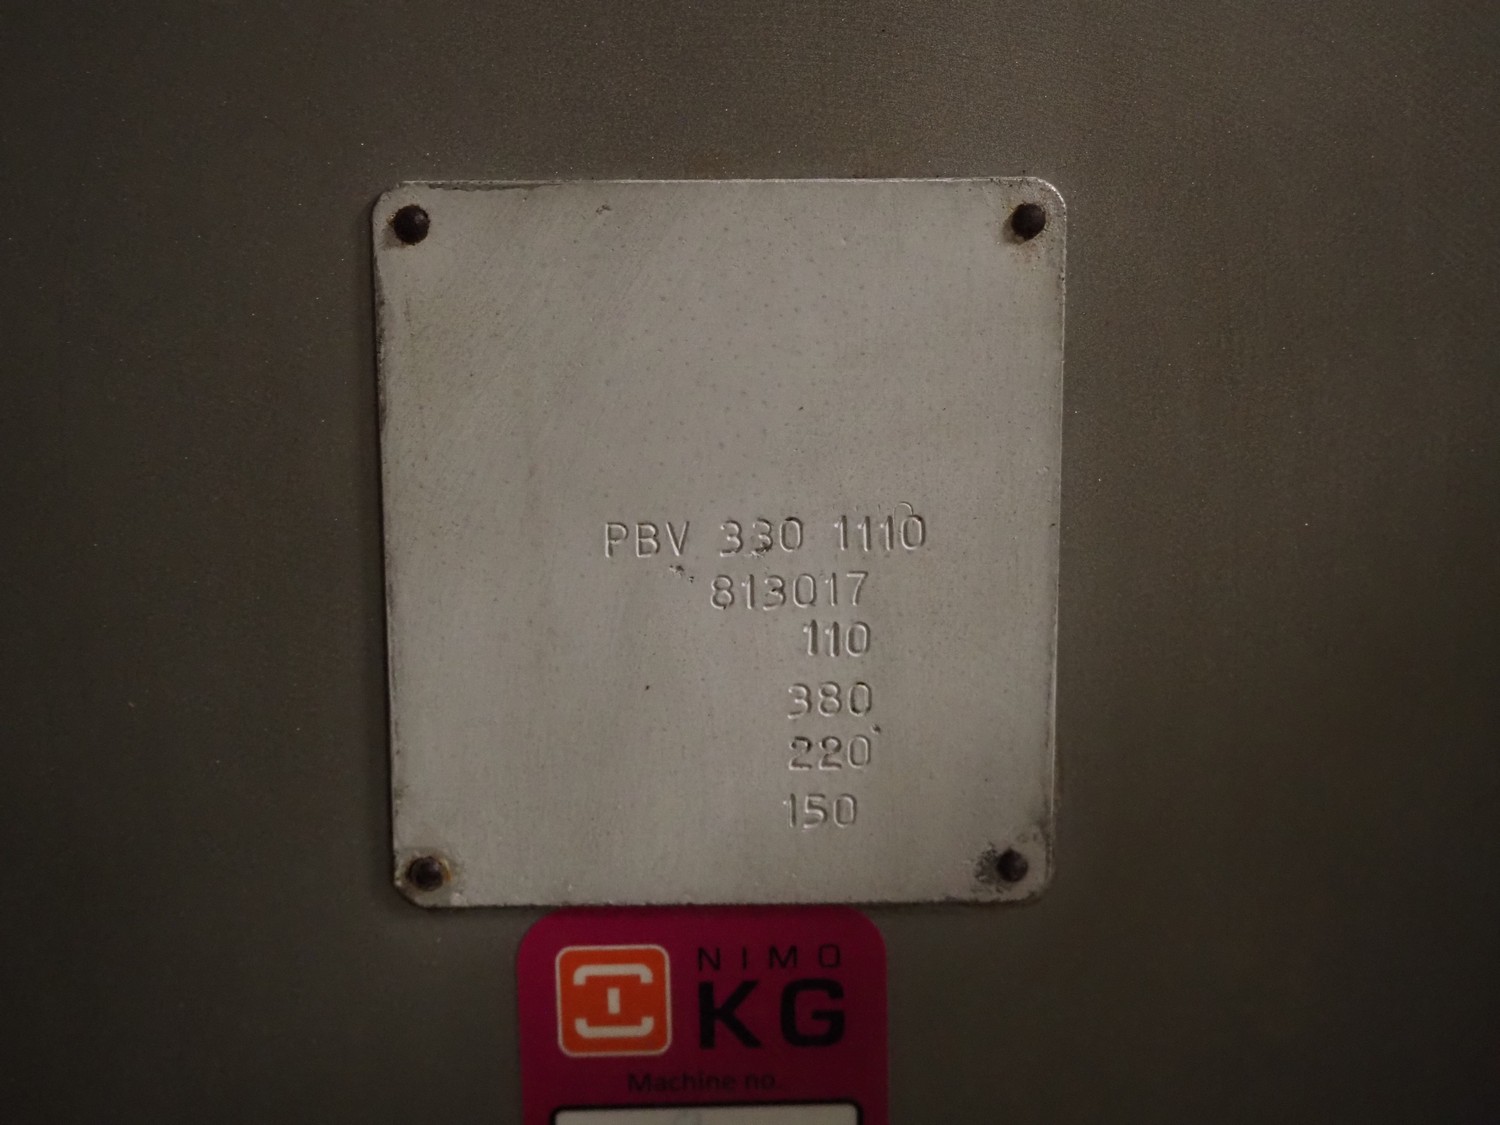 PBV 330 1110
813017
110
380
220
150
NIMO
KG
Machine no.